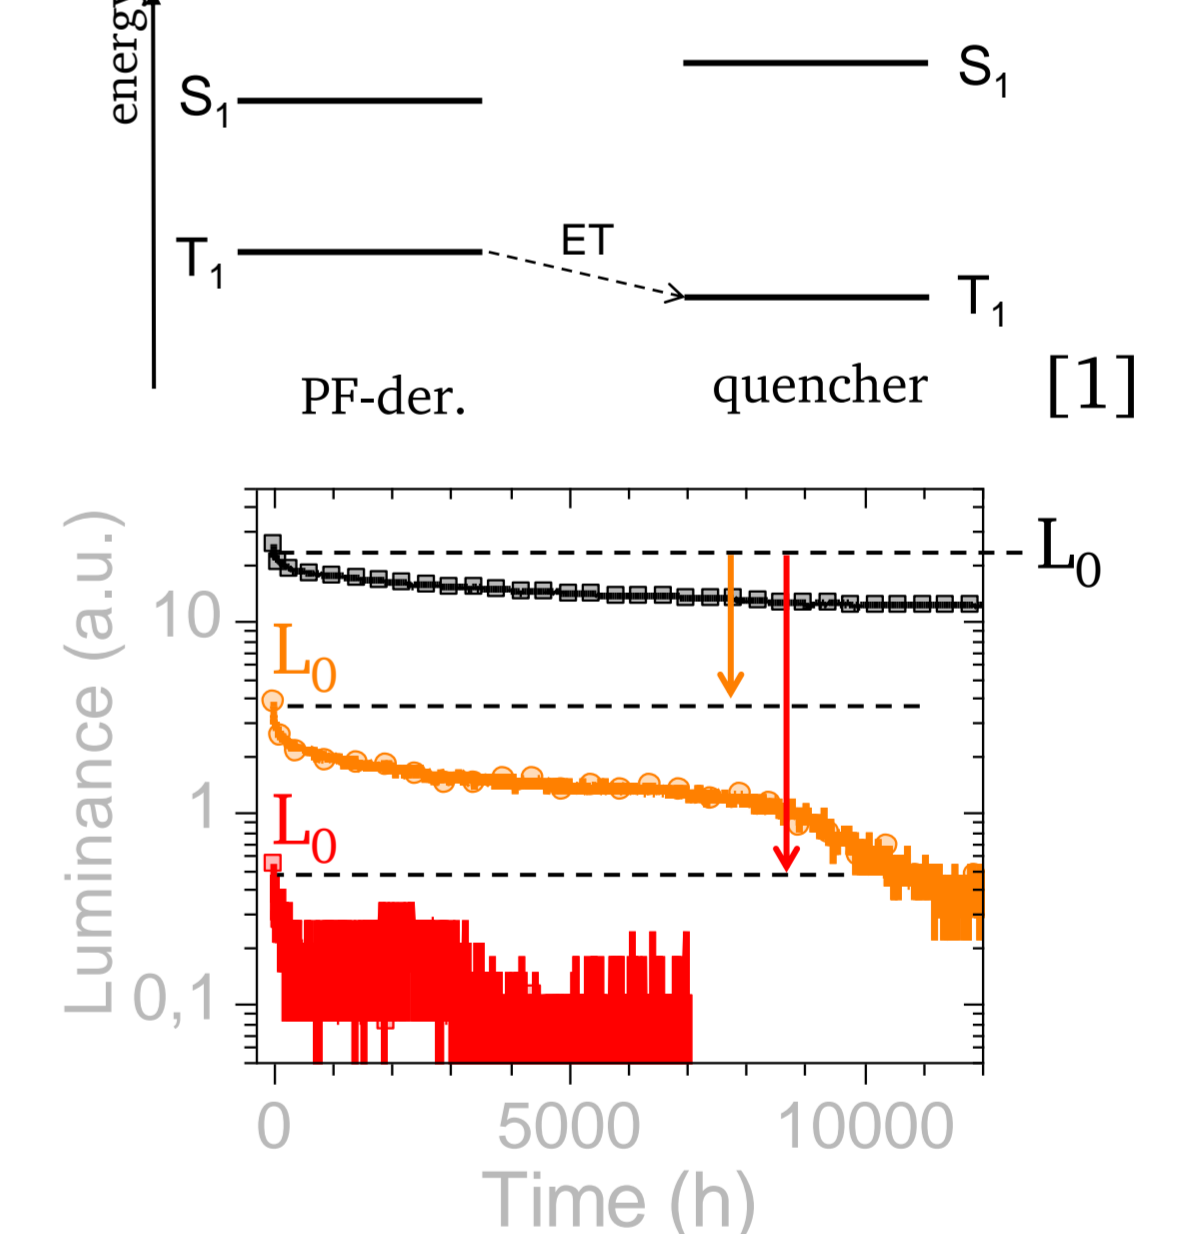 energy
S1
S1
ET
T1
T1
PF-der.
quencher
[1]
L0
Luminance (a.u.)
10
L0
1
L0
0,1
0
5000
10000
Time (h)